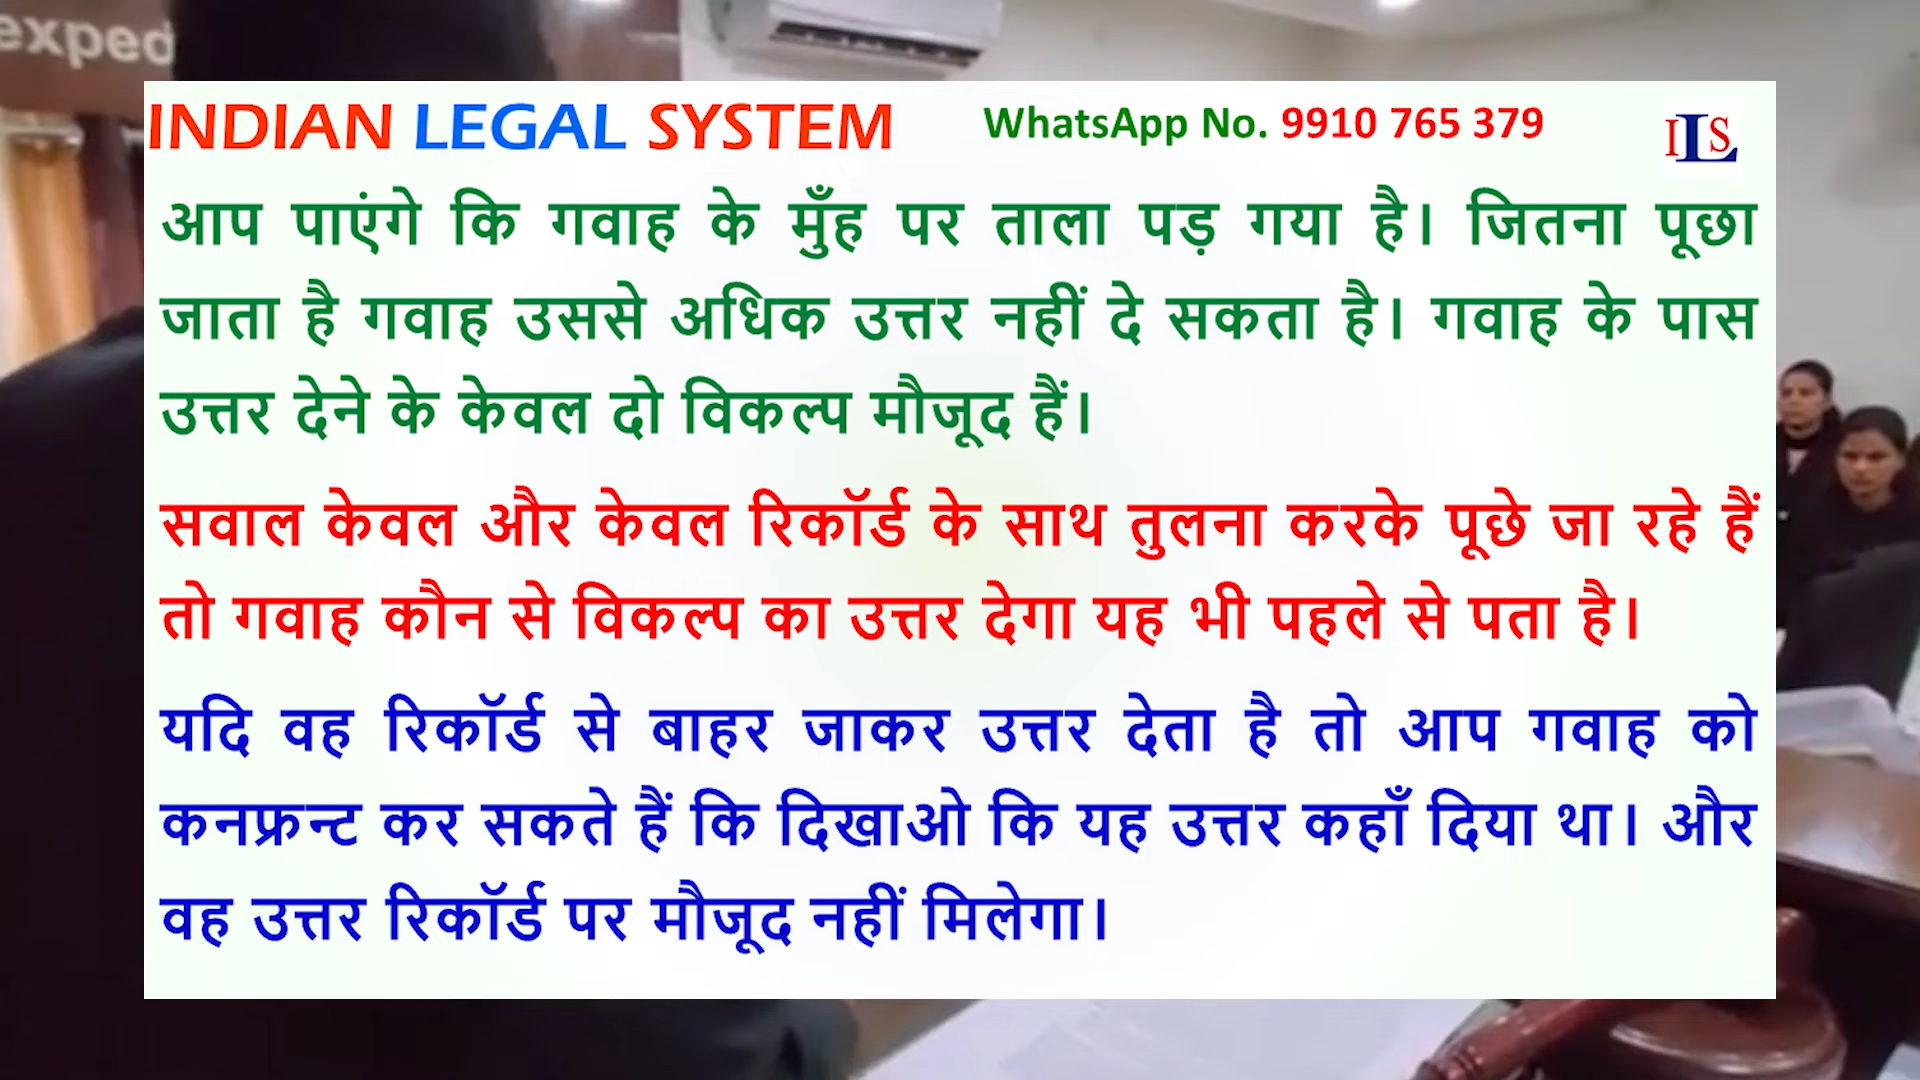 exped
INDIAN LEGAL SYSTEM
WhatsApp No. 9910 765 379
ILS
आप पाएंगे कि गवाह के मुँह पर ताला पड़ गया है। जितना पूछा
जाता है गवाह उससे अधिक उत्तर नहीं दे सकता है। गवाह के पास
उत्तर देने के केवल दो विकल्प मौजूद हैं।
सवाल केवल और केवल रिकॉर्ड के साथ तुलना करके पूछे जा रहे हैं
तो गवाह कौन से विकल्प का उत्तर देगा यह भी पहले से पता है।
यदि वह रिकॉर्ड से बाहर जाकर उत्तर देता है तो आप गवाह को
कनफ्रन्ट कर सकते हैं कि दिखाओ कि यह उत्तर कहाँ दिया था। और
वह उत्तर रिकॉर्ड पर मौजूद नहीं मिलेगा।